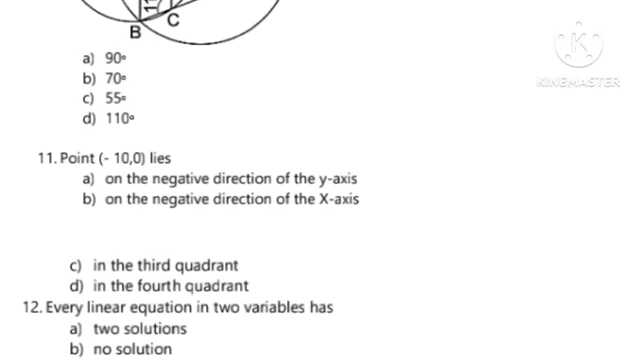 B
C
a) 90°
b) 70°
c) 55°
d) 110°
KINEMASTER
11. Point (- 10,0) lies
a) on the negative direction of the y-axis
b) on the negative direction of the X-axis
c) in the third quadrant
d) in the fourth quadrant
12. Every linear equation in two variables has
a) two solutions
b) no solution